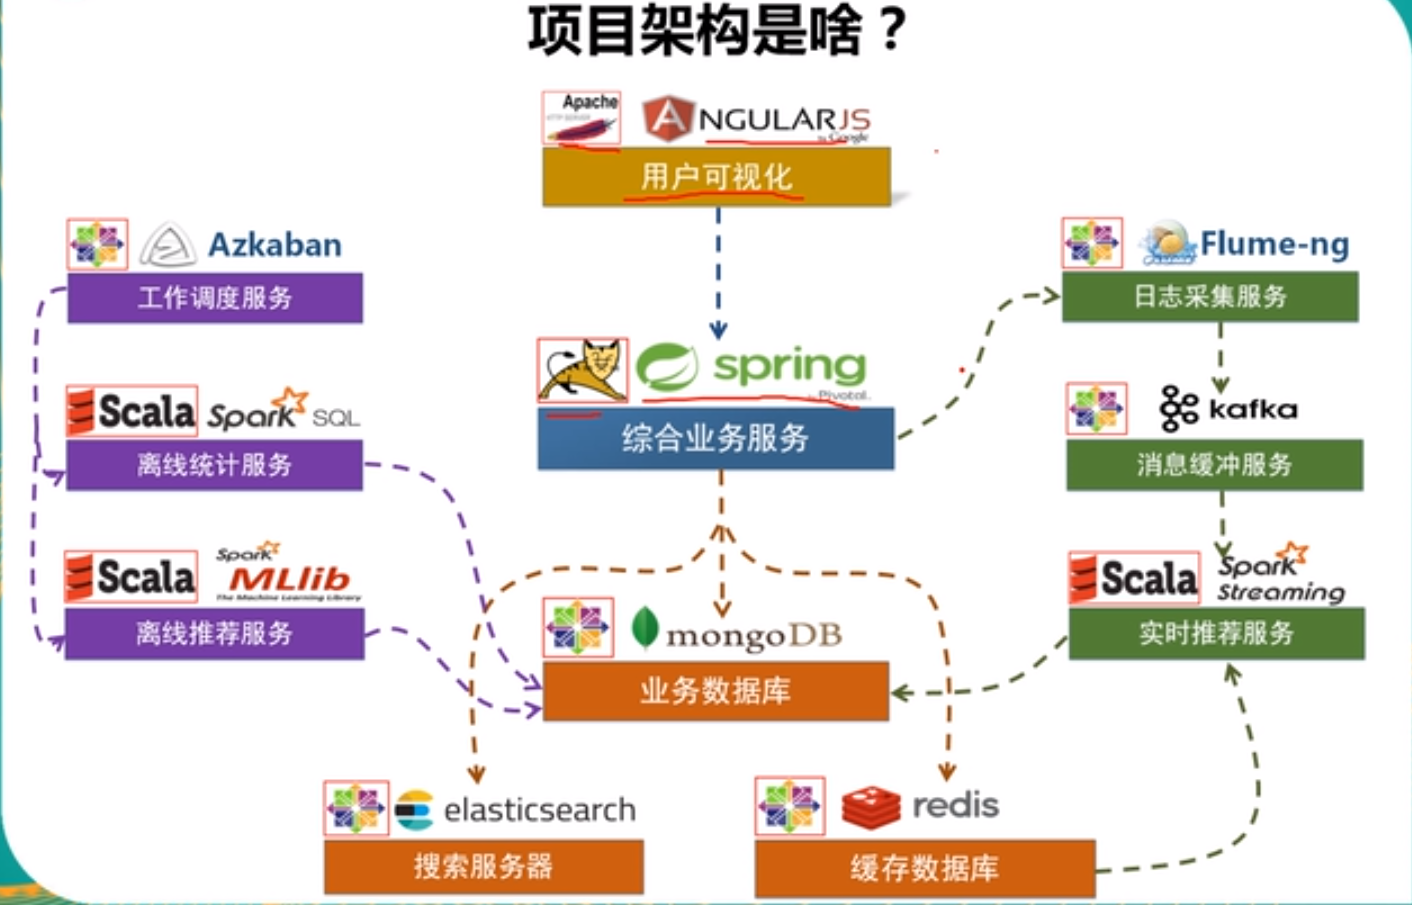 项目架构是啥？
Apache
HTTP SERVER
ANGULARJS
by Google
用户可视化
Azkaban
工作调度服务
Flume-ng
日志采集服务
spring
by Pivotal.
综合业务服务
Scala
Spark SQL
离线统计服务
kafka
消息缓冲服务
Scala
Spark
MLlib
The Machine Learning Library
离线推荐服务
mongoDB
业务数据库
Scala
Spark
Streaming
实时推荐服务
elasticsearch
搜索服务器
redis
缓存数据库